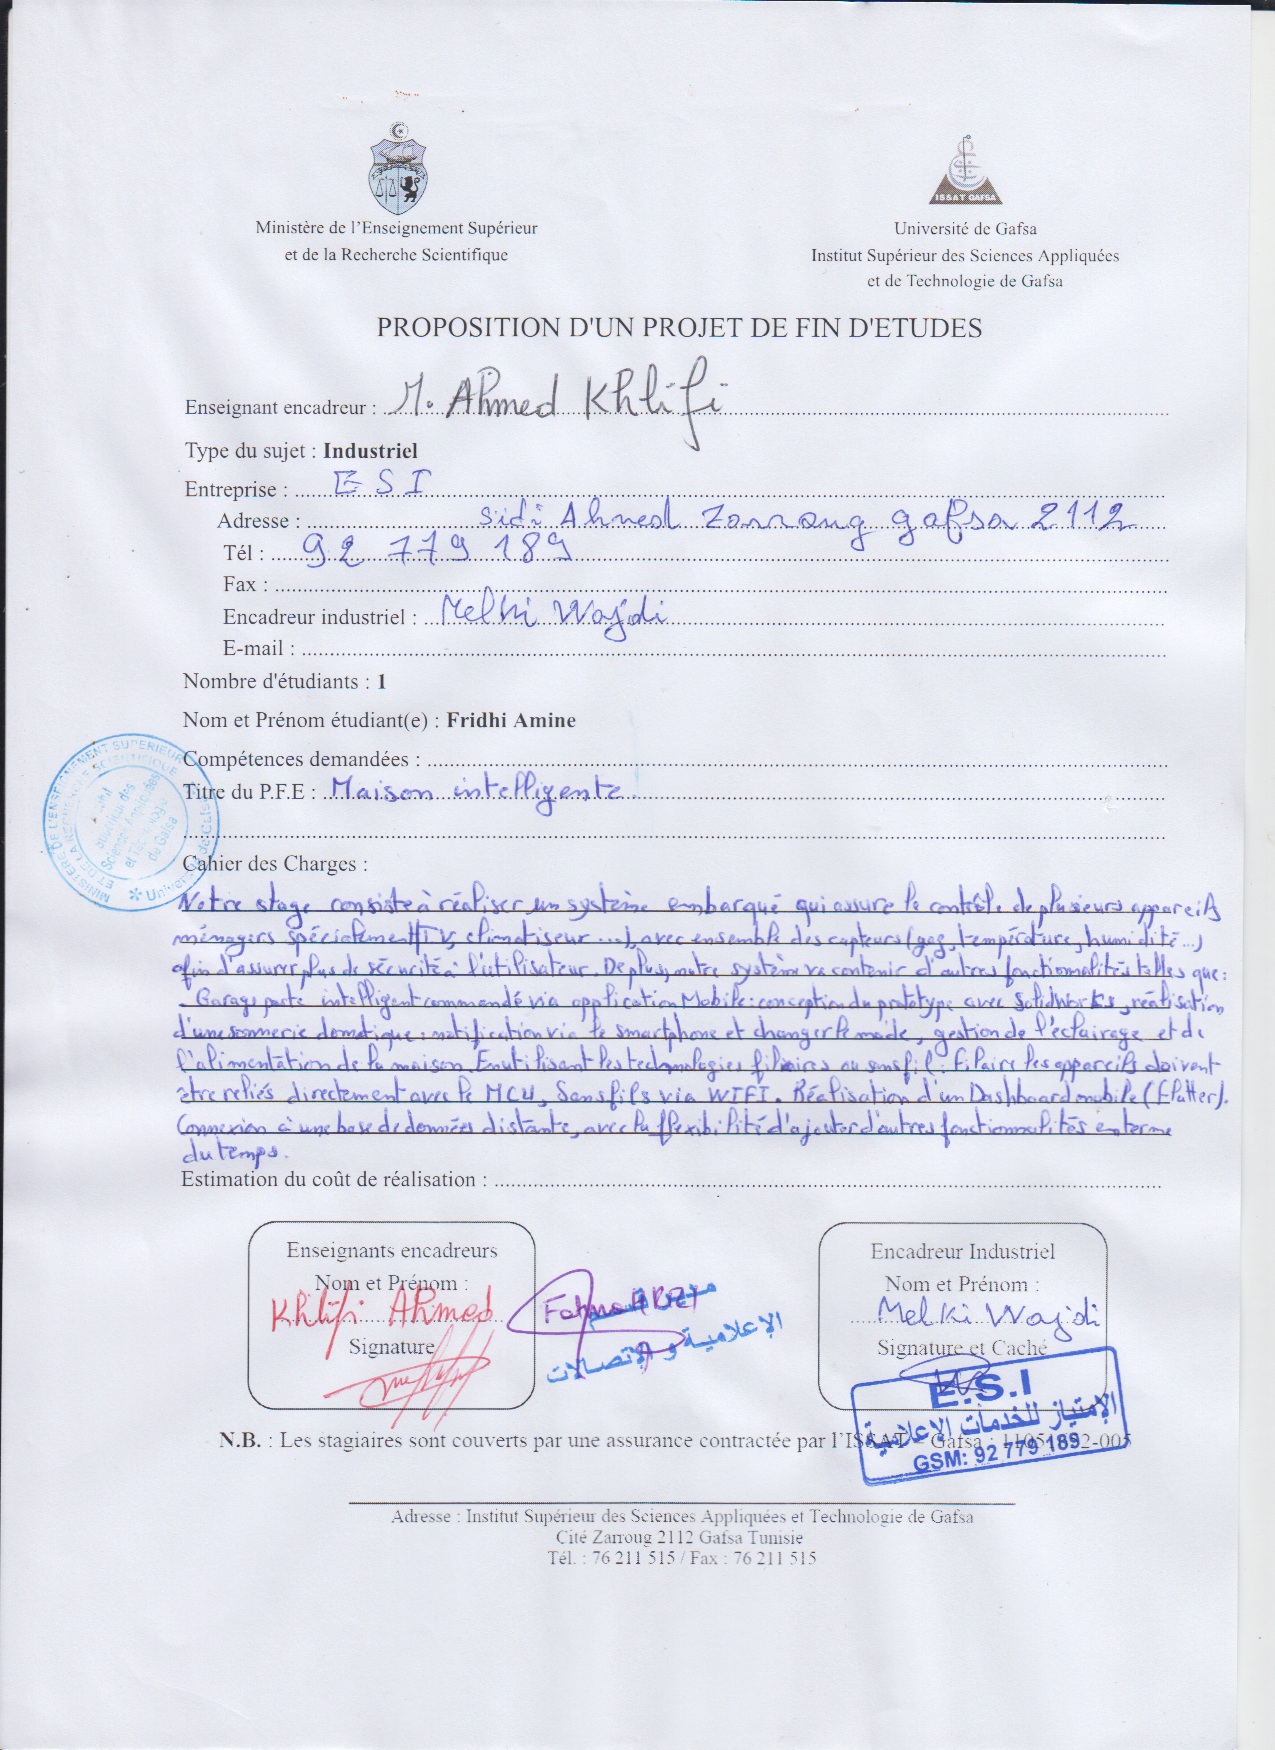 ISSAT GAFSA
Ministère de l'Enseignement Supérieur
et de la Recherche Scientifique
Université de Gafsa
Institut Supérieur des Sciences Appliquées
et de Technologie de Gafsa
PROPOSITION D'UN PROJET DE FIN D'ETUDES
Enseignant encadreur : M. Ahmed Khlifi
Type du sujet : Industriel
Entreprise : ESI
Adresse : Sidi Ahmed Zarroug gafsa 2112
Tél : 92 779 189
Fax :
Encadreur industriel : Melki Wajdi
E-mail :
Nombre d'étudiants : 1
Nom et Prénom étudiant(e) : Fridhi Amine
Compétences demandées :
Titre du P.F.E : Maison intelligente.
Cahier des Charges :
Notre stage consiste à réaliser un système embarqué qui assure le contrôle de plusieurs appareils
ménagers spécialement (TV, climatiseur ...), avec ensemble des capteurs (gaz, température, humidité...)
afin d'assurer plus de sécurité à l'utilisateur. De plus, notre système va contenir d'autres fonctionnalités telles que :
- Garage porte intelligent commandé via application Mobile : conception du prototype avec SolidWorks, réalisation
d'une sonnerie domotique : notification via le smartphone et changer le mode, gestion de l'éclairage et de
l'alimentation de la maison. En utilisant les technologies filaires ou sans fil : Filaire les appareils doivent
être reliés directement avec le MCU, Sans fils via WIFI. Réalisation d'un Dashboard mobile (Flutter).
Connexion à une base de données distante, avec la flexibilité d'ajouter d'autres fonctionnalités en terme
du temps.
Estimation du coût de réalisation :
Enseignants encadreurs
Nom et Prénom :
Khlifi Ahmed
Signature
الإعلامية و الإتصالات
Encadreur Industriel
Nom et Prénom :
Melki Wajdi
Signature et Caché
E.S.I
الإمتياز للخدمات الإعلامية
GSM: 92 779 189
N.B. : Les stagiaires sont couverts par une assurance contractée par l'ISSAT - Gafsa :
Adresse : Institut Supérieur des Sciences Appliquées et Technologie de Gafsa
Cité Zarroug 2112 Gafsa Tunisie
Tél. : 76 211 515 / Fax : 76 211 515